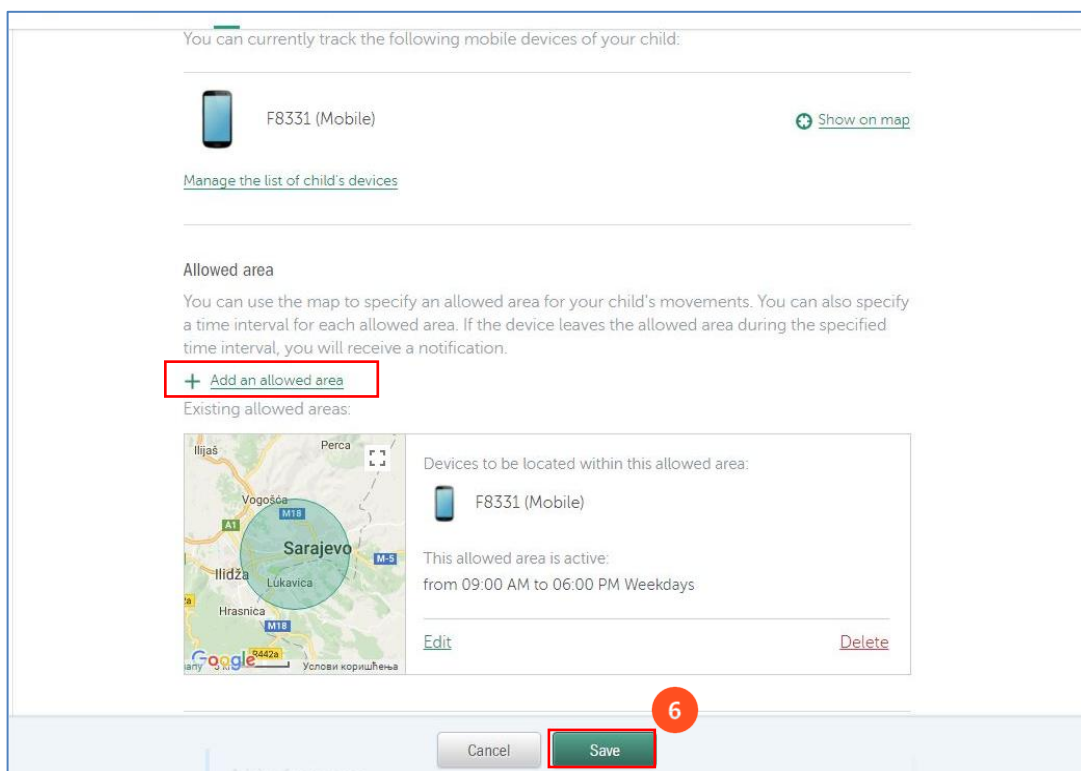 You can currently track the following mobile devices of your child:
F8331 (Mobile)
Show on map
Manage the list of child's devices
Allowed area
You can use the map to specify an allowed area for your child's movements. You can also specify
a time interval for each allowed area. If the device leaves the allowed area during the specified
time interval, you will receive a notification.
+ Add an allowed area
Existing allowed areas:
Ilijaš
Perca
Vogošća
M18
A1
Sarajevo
M-5
Ilidža
Lukavica
Hrasnica
M18
R442a
Google
Услови коришћења
Devices to be located within this allowed area:
F8331 (Mobile)
This allowed area is active:
from 09:00 AM to 06:00 PM Weekdays
Edit
Delete
6
Cancel
Save